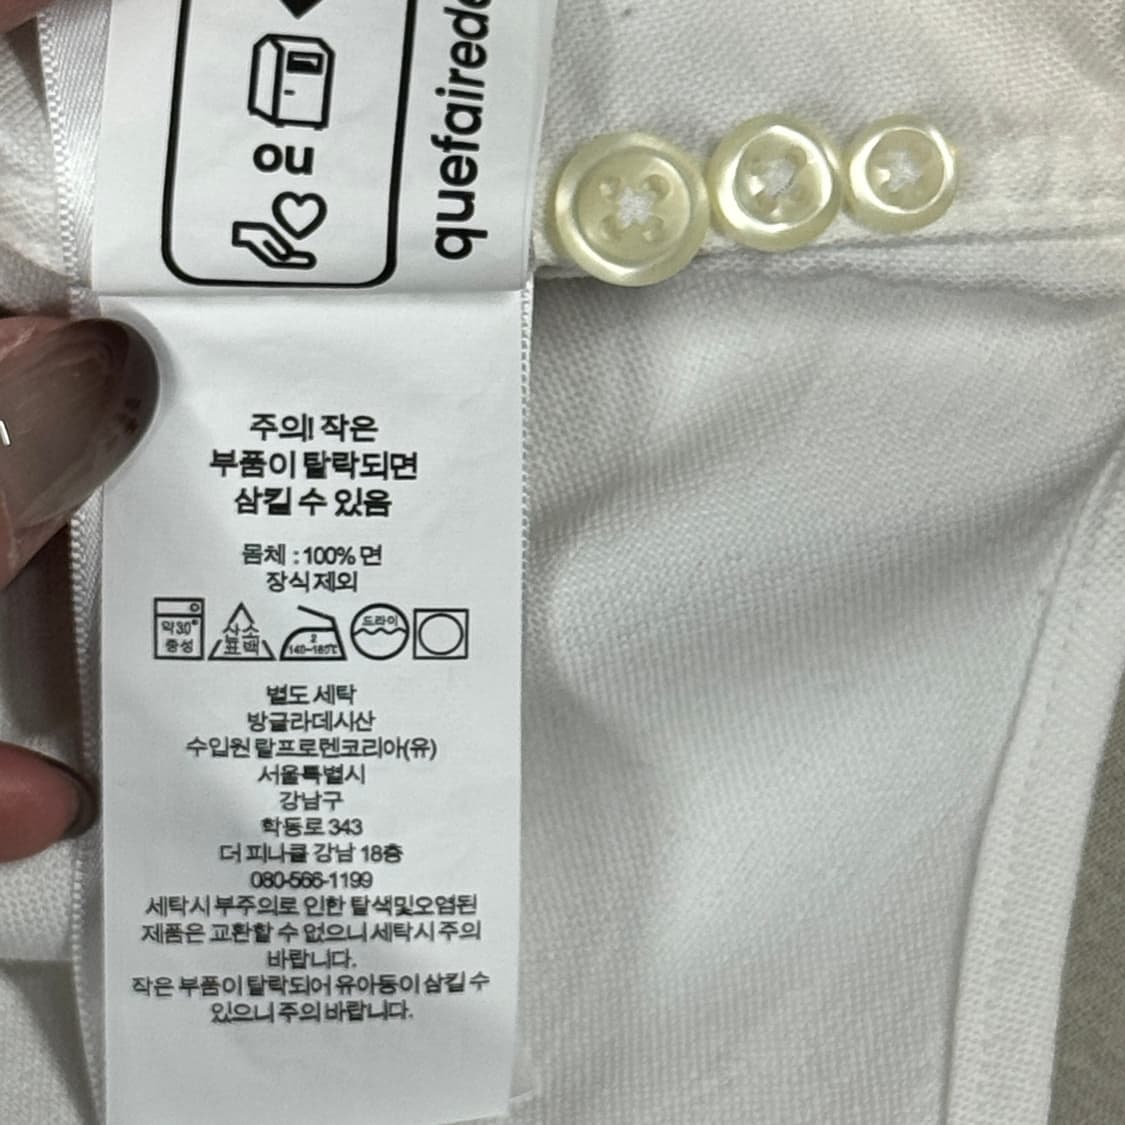 ou
quefairede
주의! 작은
부품이 탈락되면
삼킬 수 있음
몸체 : 100% 면
장식제외
약30°
중성
산소
표백
2
140~160℃
드라이
별도 세탁
방글라데시산
수입원 랄프로렌코리아(유)
서울특별시
강남구
학동로 343
더 피나클 강남 18층
080-566-1199
세탁시 부주의로 인한 탈색및오염된
제품은 교환할 수 없으니 세탁시 주의
바랍니다.
작은 부품이 탈락되어 유아등이 삼킬 수
있으니 주의 바랍니다.